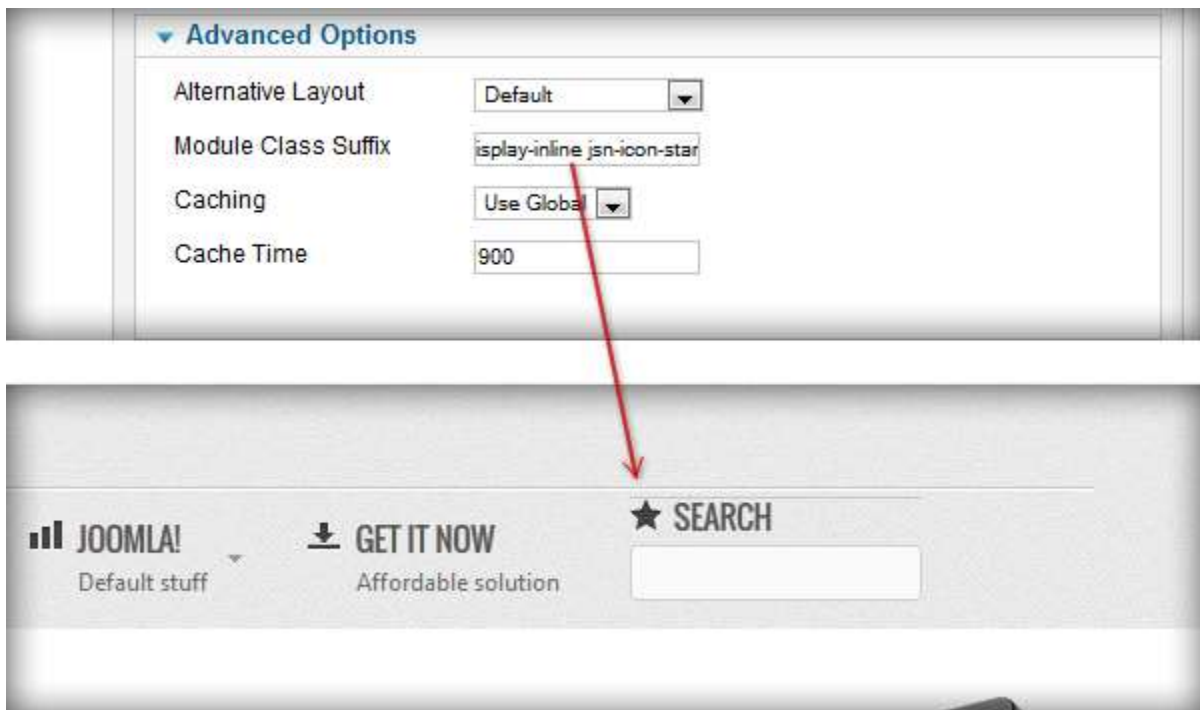 Advanced Options
Alternative Layout Default
Module Class Suffix isplay-inline jsn-icon-star
Caching Use Global
Cache Time 900
JOOMLA! GET IT NOW SEARCH
Default stuff Affordable solution